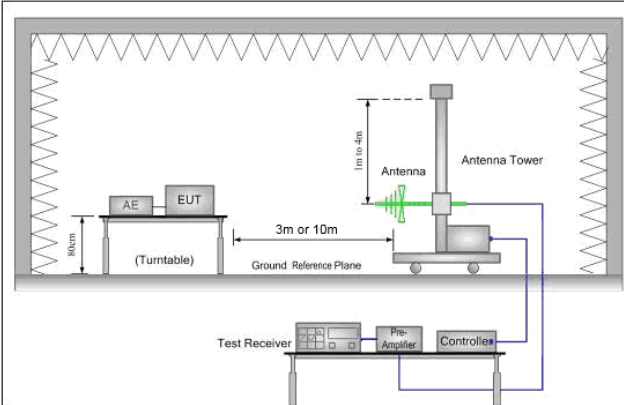 1m to 4m
Antenna
Antenna Tower
AE
EUT
80cm
3m or 10m
(Turntable)
Ground Reference Plane
Test Receiver
Pre-
Amplifier
Controlle